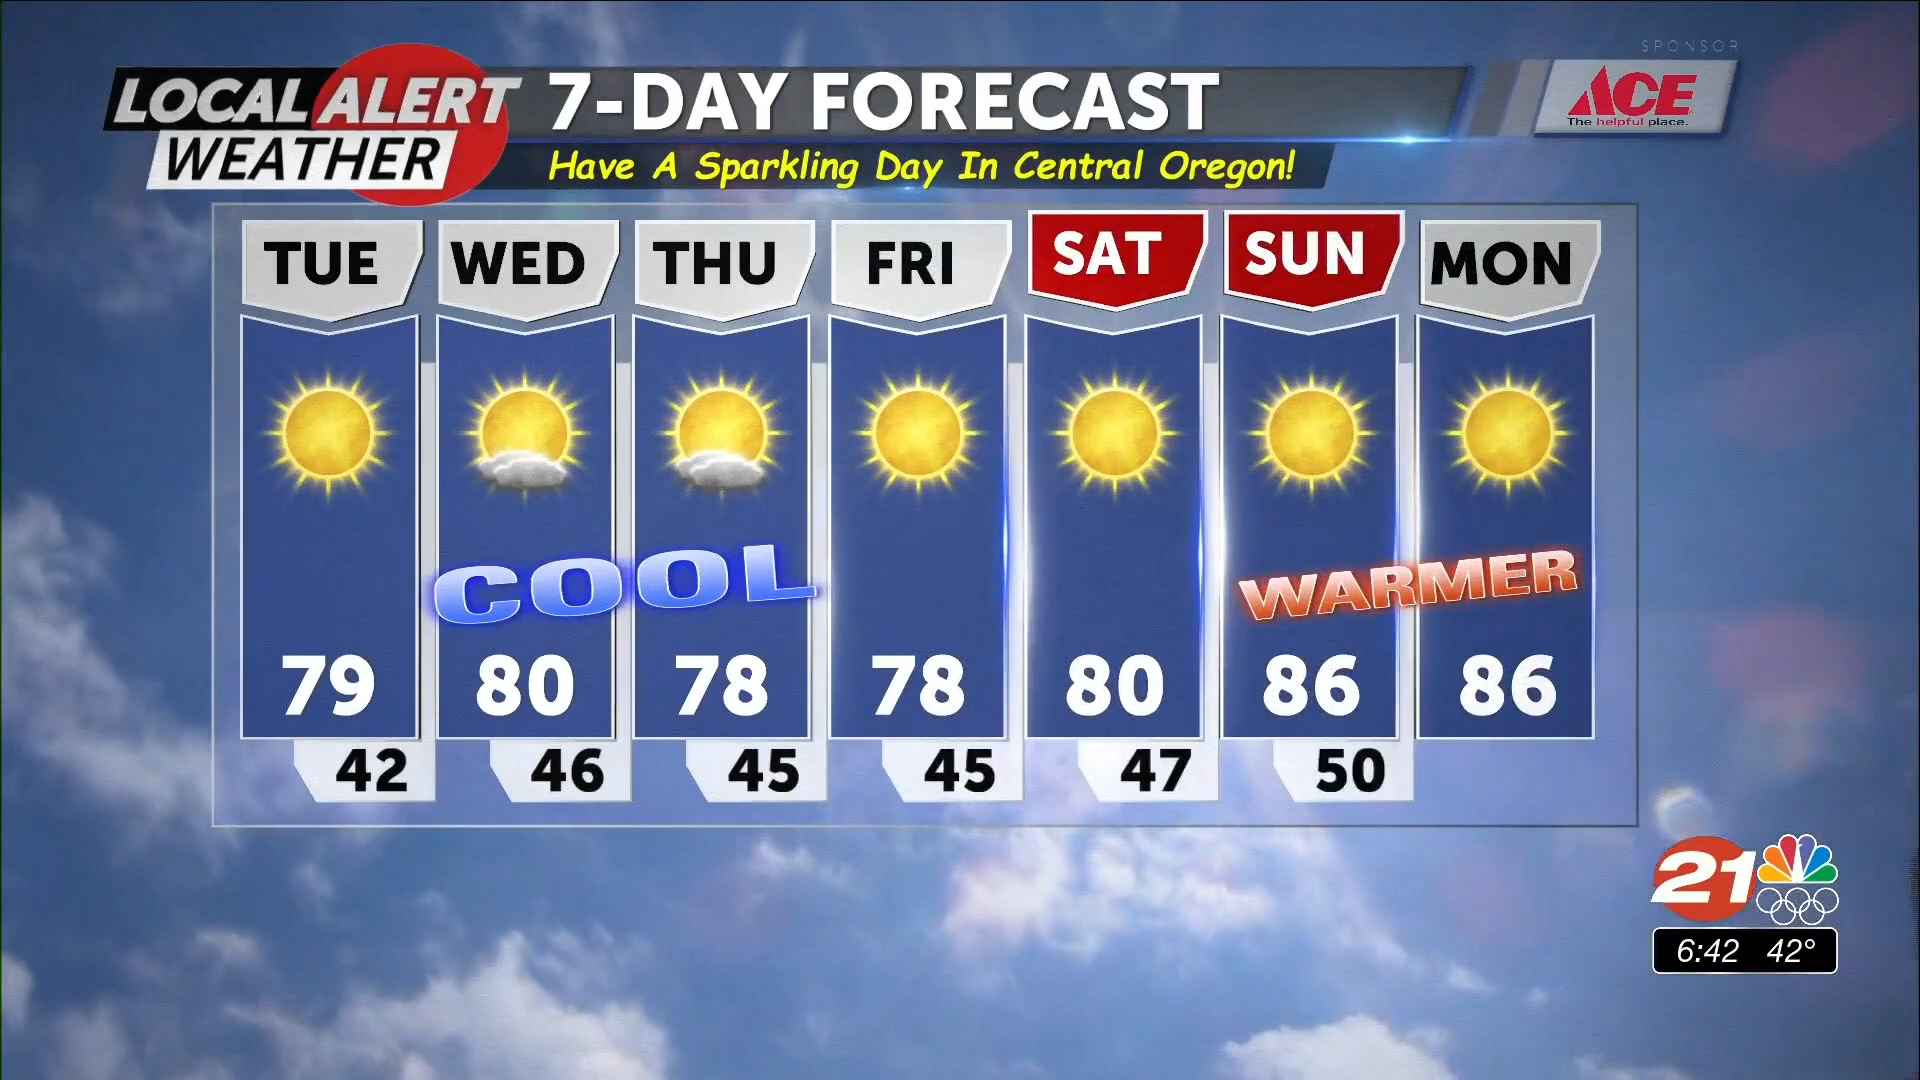 SPONSOR
LOCAL ALERT
WEATHER
7-DAY FORECAST
ACE
The helpful place.
Have A Sparkling Day In Central Oregon!
TUE WED THU FRI SAT SUN MON
COOL
WARMER
79 80 78 78 80 86 86
42 46 45 45 47 50
21
6:42 42°